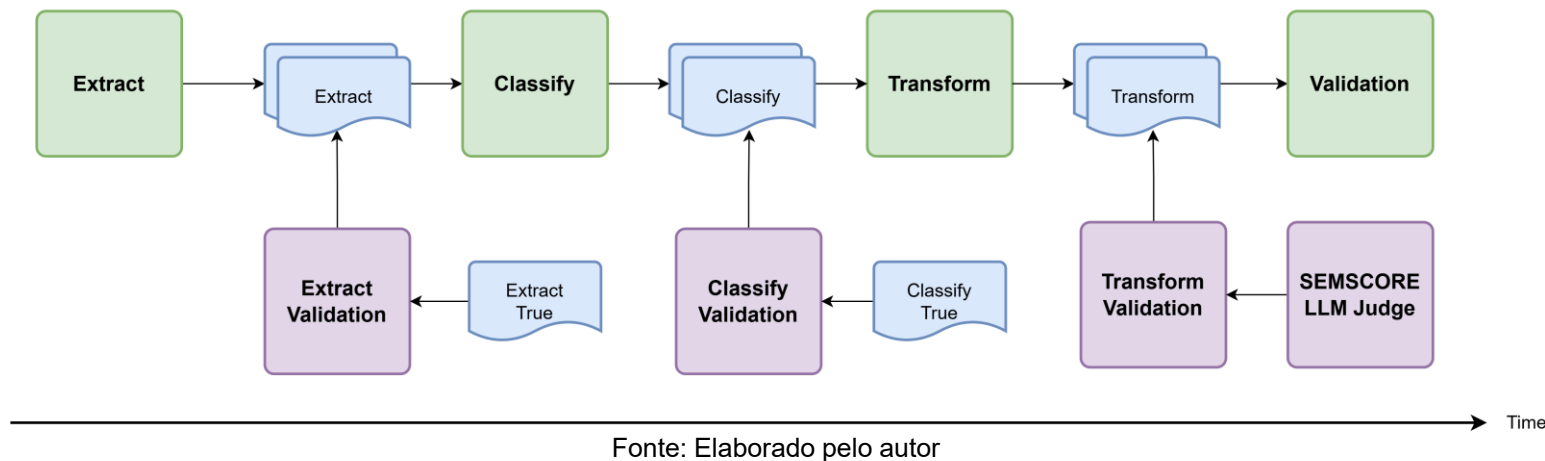 Extract
Extract
Classify
Classify
Transform
Transform
Validation
Extract
Validation
Extract
True
Classify
Validation
Classify
True
Transform
Validation
SEMSCORE
LLM Judge
Time
Fonte: Elaborado pelo autor